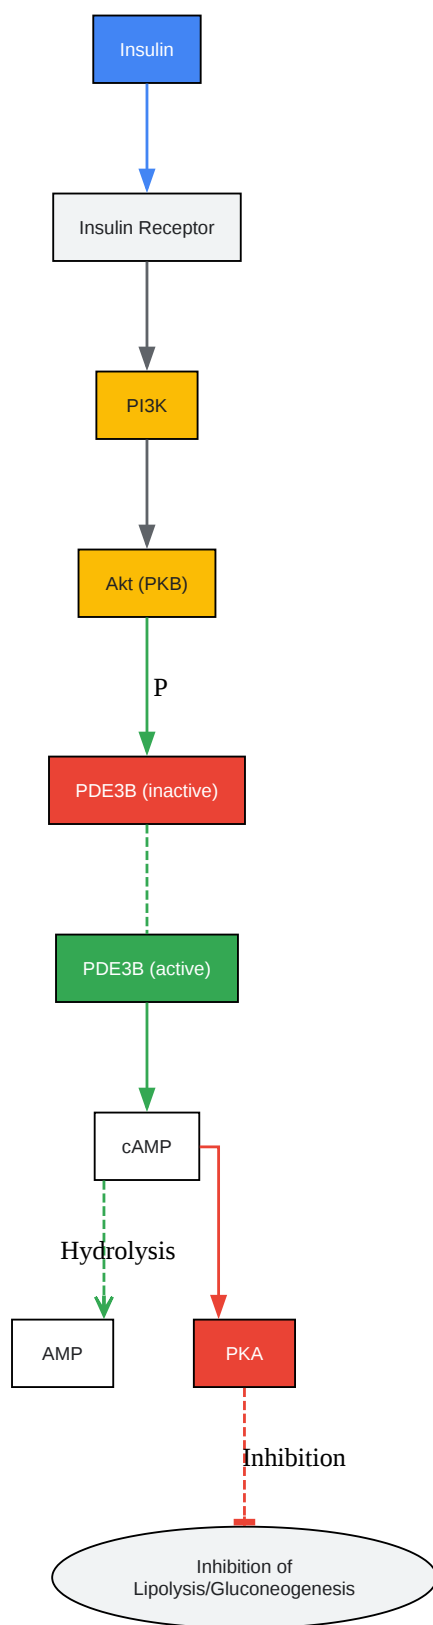 Insulin
Insulin Receptor
PI3K
Akt (PKB)
P
PDE3B (inactive)
PDE3B (active)
cAMP
Hydrolysis
AMP
PKA
Inhibition
Inhibition of
Lipolysis/Gluconeogenesis